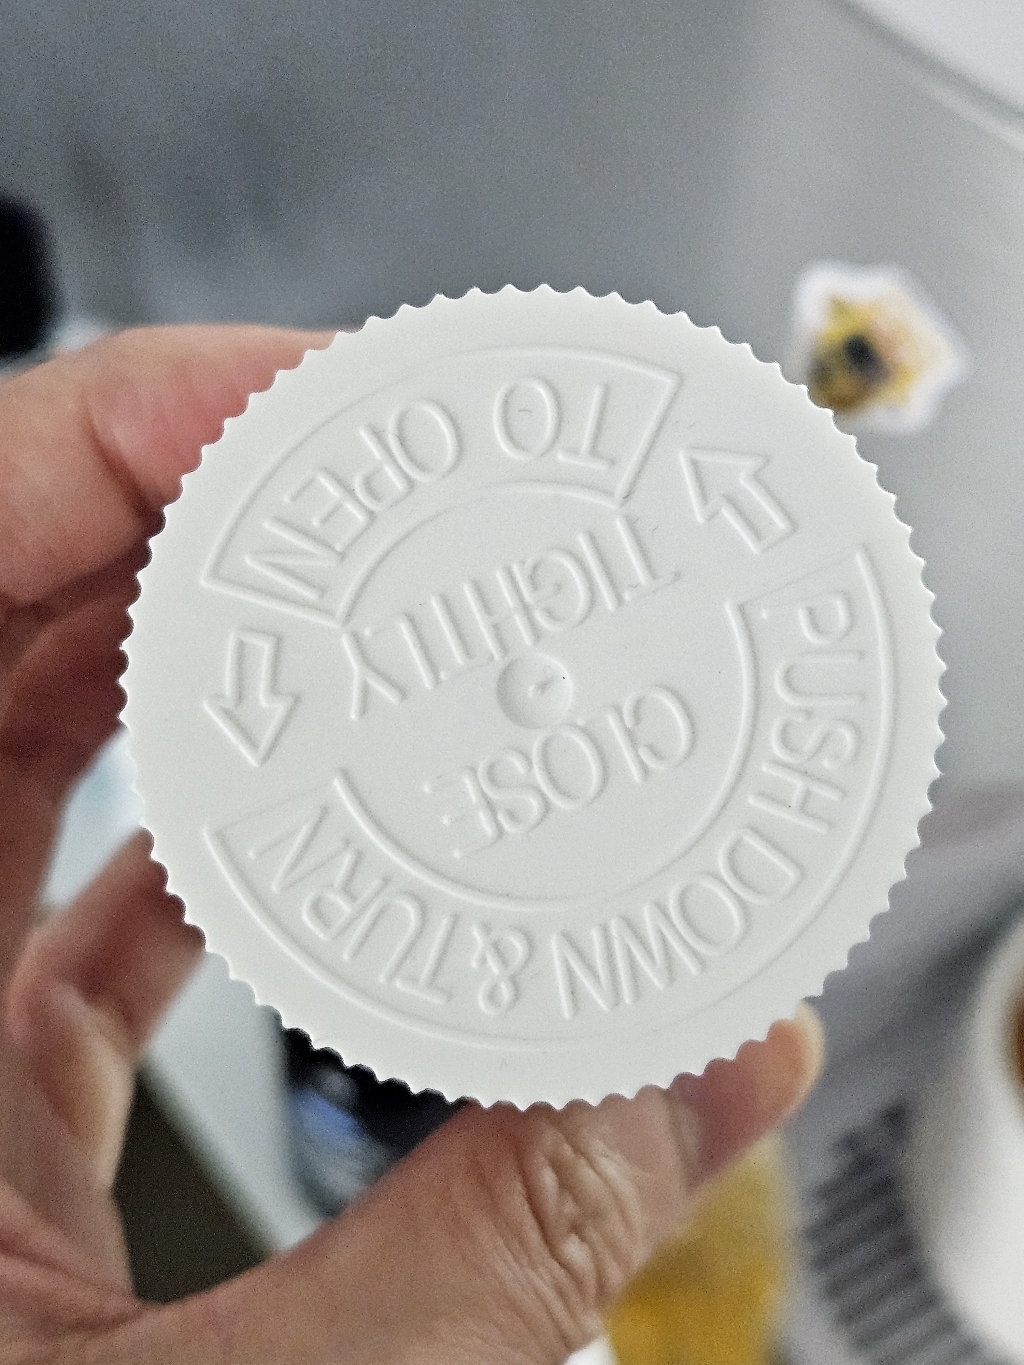 PUSH DOWN & TURN
TO OPEN
CLOSE
TIGHTLY